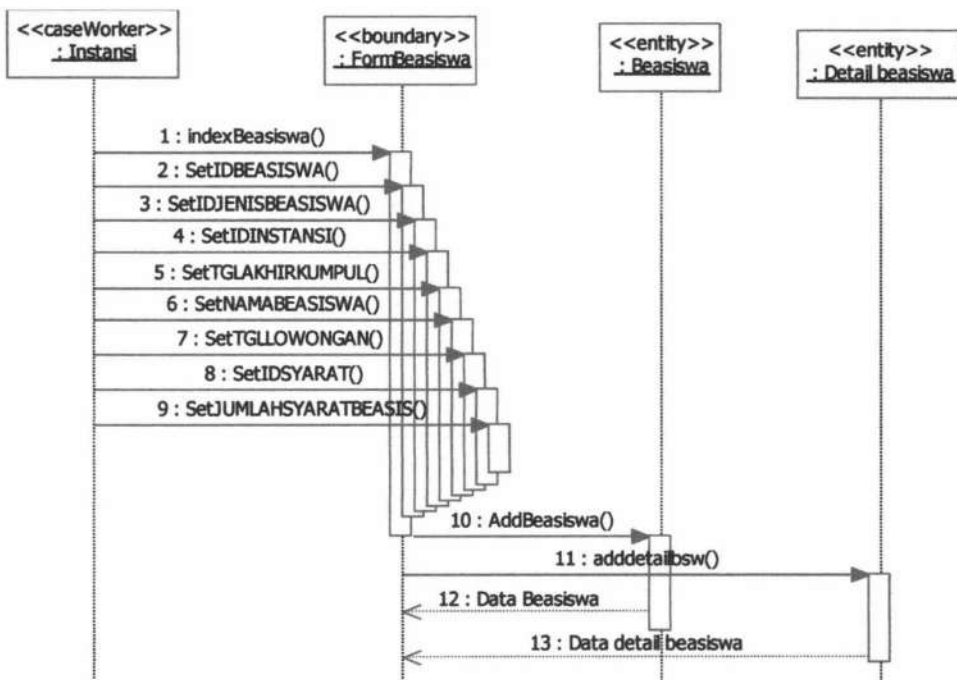 <<caseWorker>>
: Instansi
<<boundary>>
: FormBeasiswa
<<entity>>
: Beasiswa
<<entity>>
: Detail beasiswa
1 : indexBeasiswa()
2 : SetIDBEASISWA()
3 : SetIDJENISBEASISWA()
4 : SetIDINSTANSI()
5 : SetTGLAKHIRKUMPUL()
6 : SetNAMABEASISWA()
7 : SetTGLLOWONGAN()
8 : SetIDSYARAT()
9 : SetJUMLAHSYARATBEASIS()
10 : AddBeasiswa()
11 : adddetailbsw()
12 : Data Beasiswa
13 : Data detail beasiswa